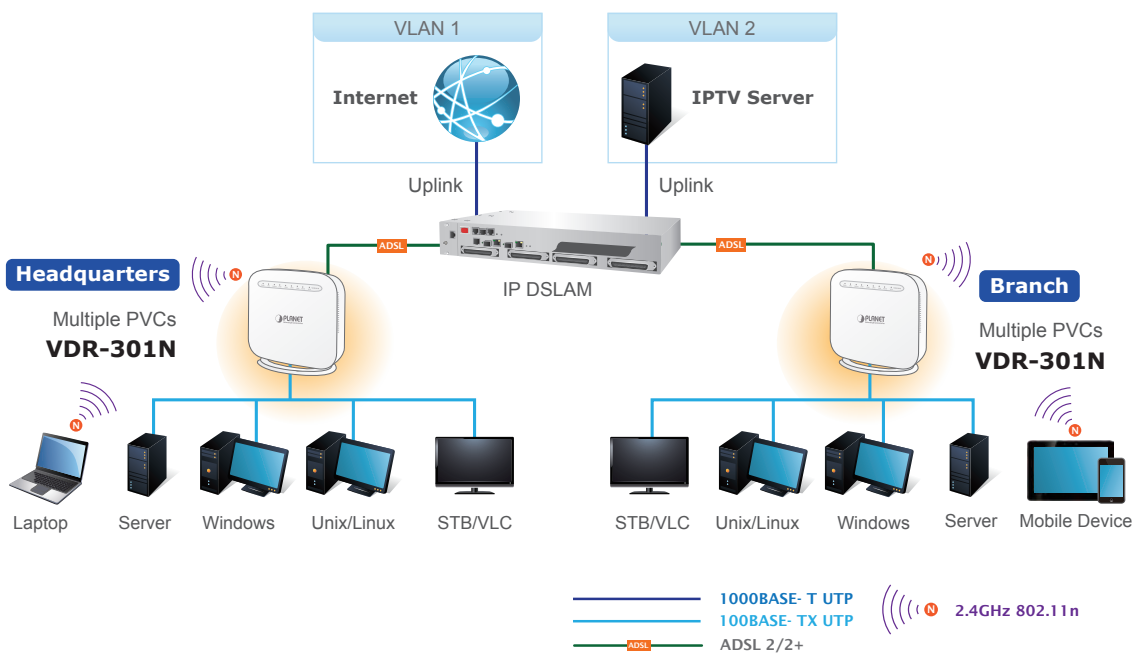 VLAN 1
VLAN 2
Internet
IPTV Server
Uplink
Uplink
ADSL
ADSL
IP DSLAM
Headquarters
N
N
Branch
Multiple PVCs
VDR-301N
PLANET
PLANET
Multiple PVCs
VDR-301N
N
N
Laptop
Server
Windows
Unix/Linux
STB/VLC
STB/VLC
Unix/Linux
Windows
Server
Mobile Device
1000BASE- T UTP
100BASE- TX UTP
ADSL
ADSL 2/2+
N
2.4GHz 802.11n